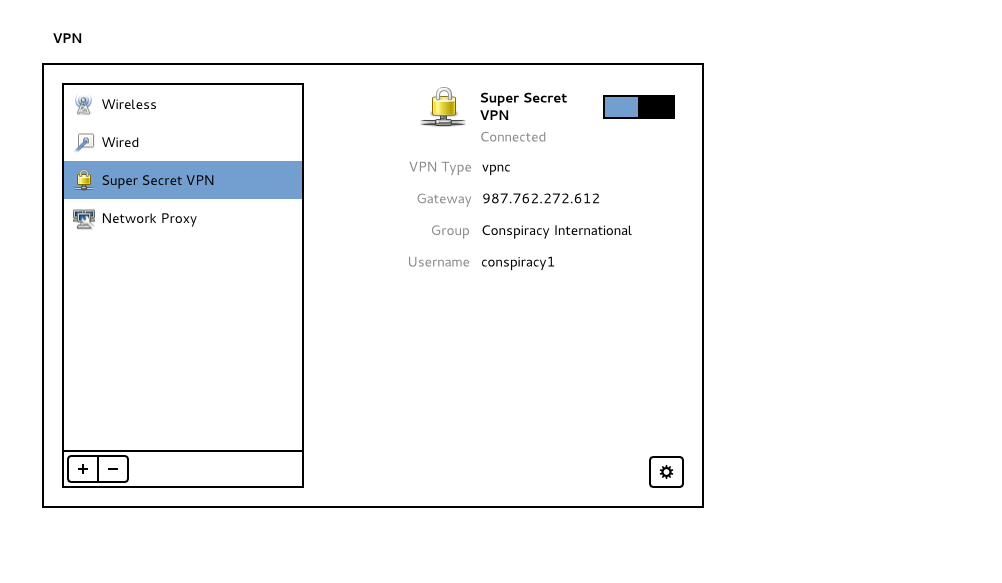 VPN
Wireless
Wired
Super Secret VPN
Network Proxy
Super Secret
VPN
Connected
VPN Type vpnc
Gateway 987.762.272.612
Group Conspiracy International
Username conspiracy1
+ −